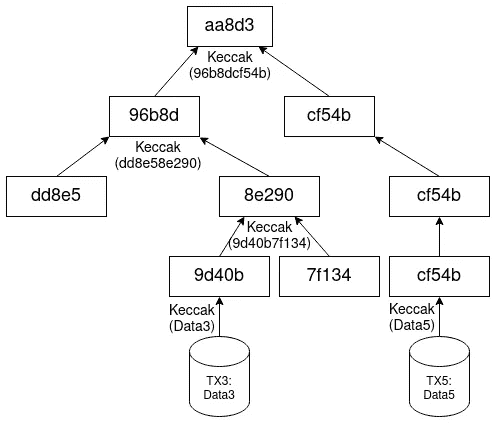 aa8d3
Keccak
(96b8dcf54b)
96b8d
cf54b
Keccak
(dd8e58e290)
dd8e5
8e290
cf54b
Keccak
(9d40b7f134)
9d40b
7f134
cf54b
Keccak
(Data3)
Keccak
(Data5)
TX3:
Data3
TX5:
Data5